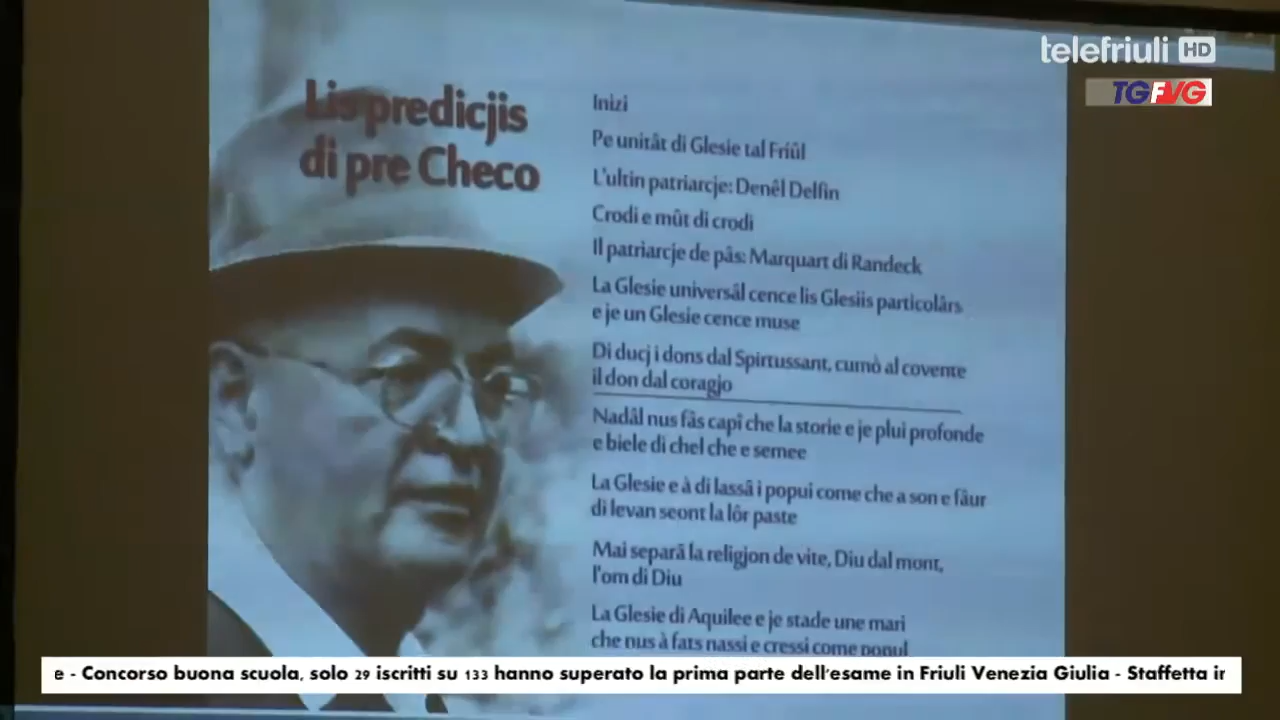 telefriuli HD
TGFVG
Lis predicjis
di pre Checo
Inizi
Pe unitât di Glesie tal Friûl
L'ultin patriarcje: Denêl Delfin
Crodi e mût di crodi
Il patriarcje de pâs: Marquart di Randeck
La Glesie universâl cence lis Glesiis particolârs
e je un Glesie cence muse
Di ducj i dons dal Spirtussant, cumò al covente
il don dal coragjo
Nadâl nus fâs capî che la storie e je plui profonde
e biele di chel che e semee
La Glesie e à di lassâ i popui come che a son e fâur
di levan seont la lôr paste
Mai separâ la religjon de vite, Diu dal mont,
l'om di Diu
La Glesie di Aquilee e je stade une mari
che nus à fats nassi e cressi come popul
e - Concorso buona scuola, solo 29 iscritti su 133 hanno superato la prima parte dell'esame in Friuli Venezia Giulia - Staffetta in